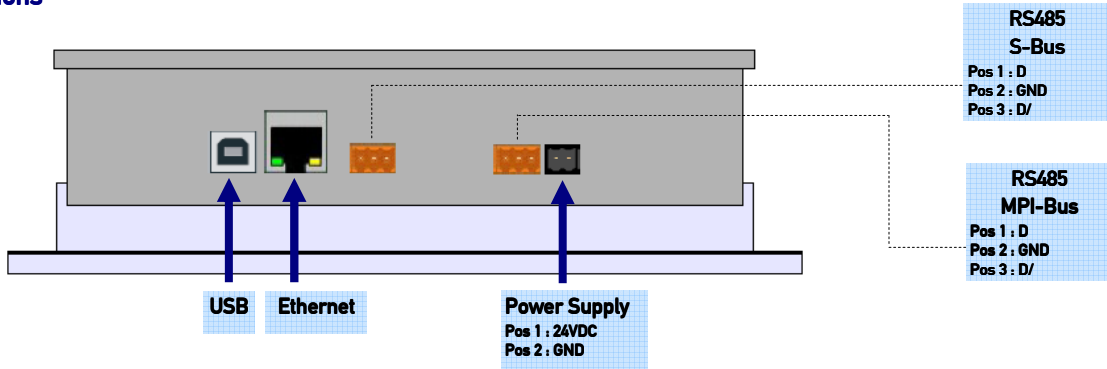 RS485
S-Bus
Pos 1 : D
Pos 2 : GND
Pos 3 : D/
RS485
MPI-Bus
Pos 1 : D
Pos 2 : GND
Pos 3 : D/
USB
Ethernet
Power Supply
Pos 1 : 24VDC
Pos 2 : GND